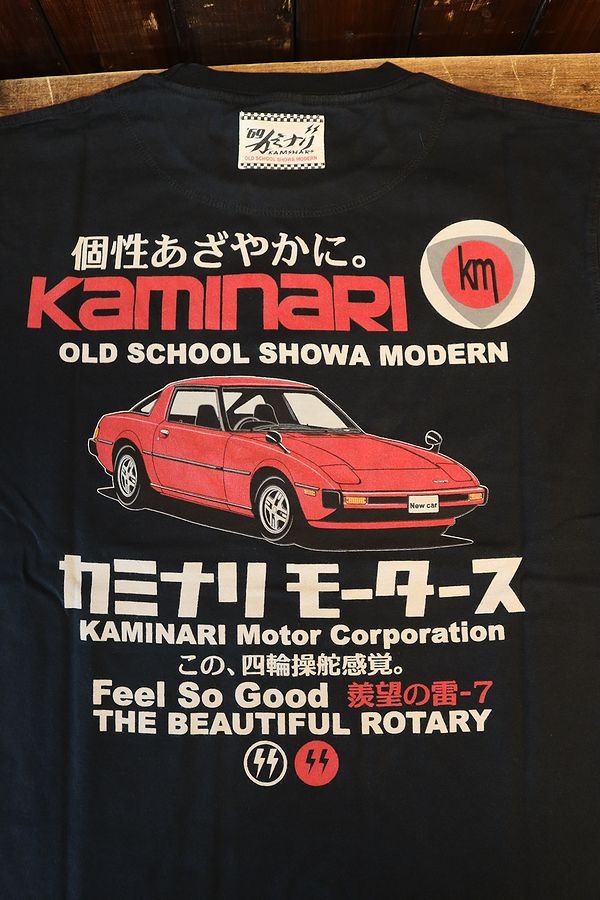 '69 カミナリ
KAMINARI
OLD SCHOOL SHOWA MODERN
個性あざやかに。
KaminaRI
km
OLD SCHOOL SHOWA MODERN
New car
カミナリ モータース
KAMINARI Motor Corporation
この、四輪操舵感覚。
Feel So Good 羨望の雷-7
THE BEAUTIFUL ROTARY